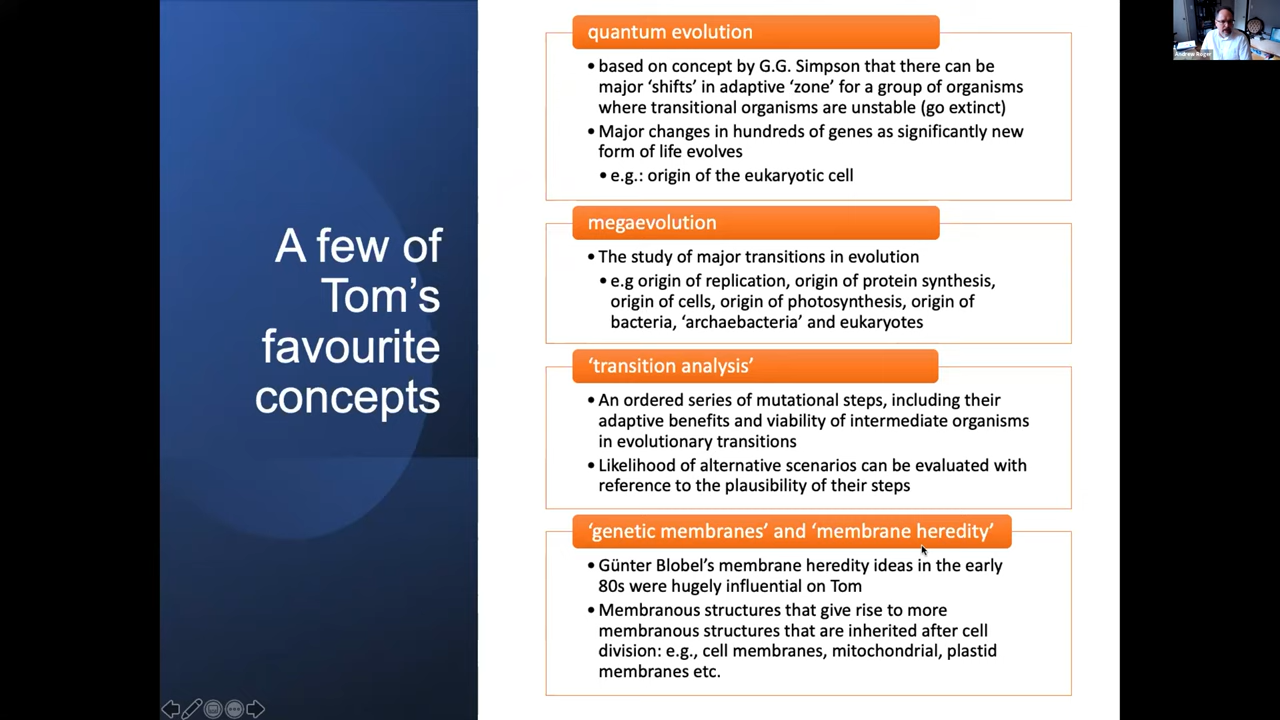 A few of
Tom’s
favourite
concepts
quantum evolution
• based on concept by G.G. Simpson that there can be
major ‘shifts’ in adaptive ‘zone’ for a group of organisms
where transitional organisms are unstable (go extinct)
• Major changes in hundreds of genes as significantly new
form of life evolves
• e.g.: origin of the eukaryotic cell
megaevolution
• The study of major transitions in evolution
• e.g origin of replication, origin of protein synthesis,
origin of cells, origin of photosynthesis, origin of
bacteria, ‘archaebacteria’ and eukaryotes
‘transition analysis’
• An ordered series of mutational steps, including their
adaptive benefits and viability of intermediate organisms
in evolutionary transitions
• Likelihood of alternative scenarios can be evaluated with
reference to the plausibility of their steps
‘genetic membranes’ and ‘membrane heredity’
• Günter Blobel’s membrane heredity ideas in the early
80s were hugely influential on Tom
• Membranous structures that give rise to more
membranous structures that are inherited after cell
division: e.g., cell membranes, mitochondrial, plastid
membranes etc.
Andrew Roger